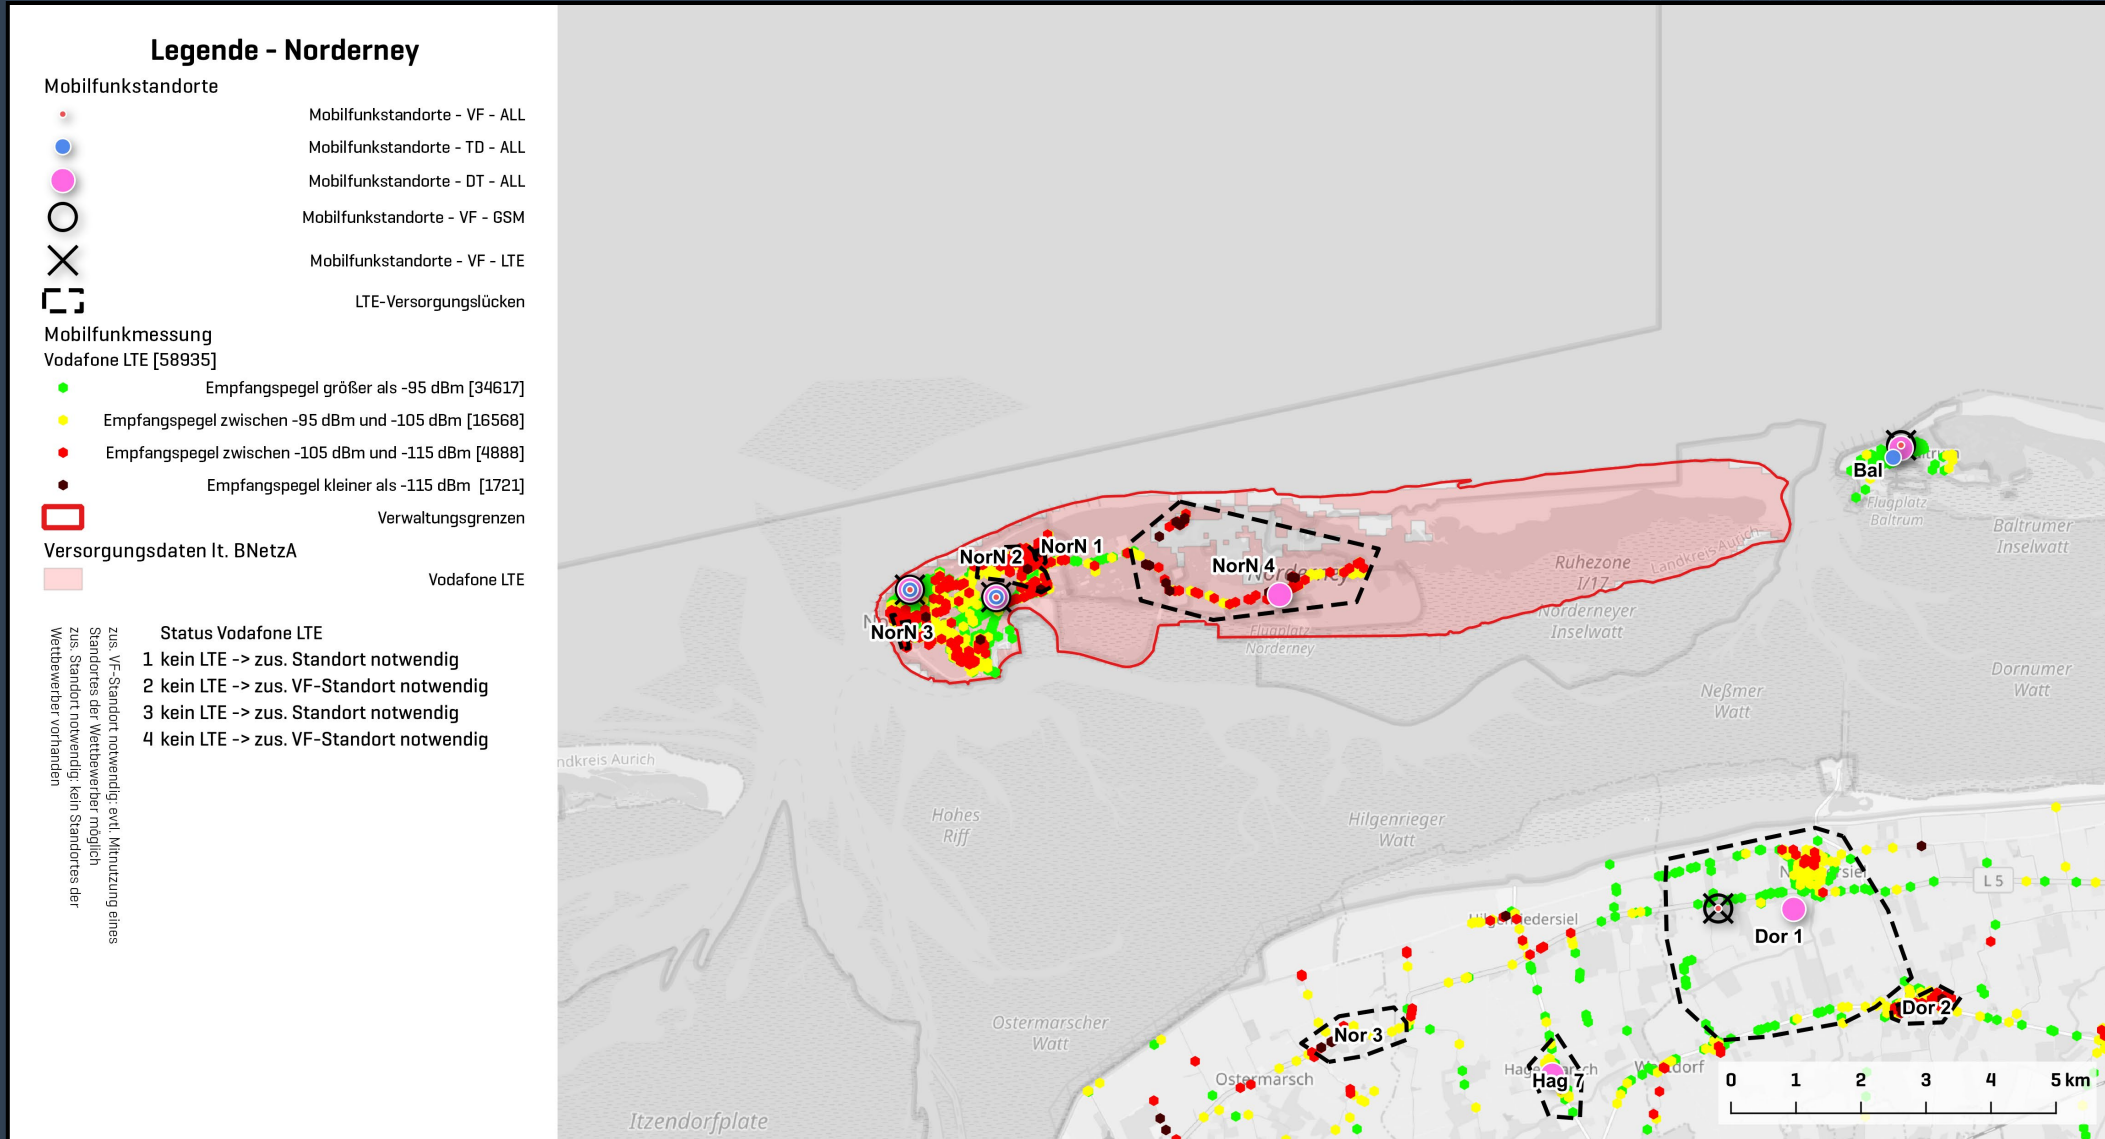 Legende - Norderney
Mobilfunkstandorte
Mobilfunkstandorte - VF - ALL
Mobilfunkstandorte - TD - ALL
Mobilfunkstandorte - DT - ALL
Mobilfunkstandorte - VF - GSM
Mobilfunkstandorte - VF - LTE
LTE-Versorgungslücken
Mobilfunkmessung
Vodafone LTE [58935]
Empfangspegel größer als -95 dBm [34617]
Empfangspegel zwischen -95 dBm und -105 dBm [16568]
Empfangspegel zwischen -105 dBm und -115 dBm [4888]
Empfangspegel kleiner als -115 dBm [1721]
Verwaltungsgrenzen
Versorgungsdaten lt. BNetzA
Vodafone LTE
Status Vodafone LTE
1 kein LTE -> zus. Standort notwendig
2 kein LTE -> zus. VF-Standort notwendig
3 kein LTE -> zus. Standort notwendig
4 kein LTE -> zus. VF-Standort notwendig
zus. VF-Standort notwendig: evtl. Mitnutzung eines
Standortes der Wettbewerber möglich
zus. Standort notwendig: kein Standortes der
Wettbewerber vorhanden
Bal
Flugplatz
Baltrum
Baltrumer
Inselwatt
NorN 2
NorN 1
NorN 4
Norderney
NorN 3
Ruhezone
I/17
Landkreis Aurich
Norderneyer
Inselwatt
Flugplatz
Norderney
Dornumer
Watt
Neßmer
Watt
ndkreis Aurich
Hohes
Riff
Hilgenrieger
Watt
L 5
Dor 1
Dor 2
Ostermarscher
Watt
Nor 3
Ostermarsch
Hag 7
Itzendorfplate
0 1 2 3 4 5 km